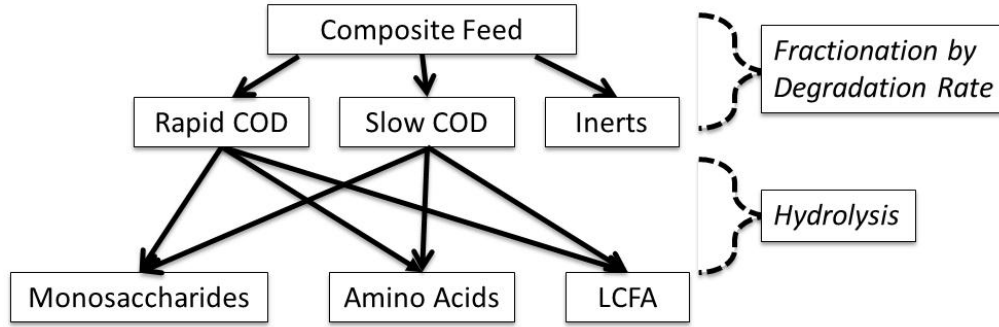 Composite Feed
Fractionation by
Degradation Rate
Rapid COD
Slow COD
Inerts
Hydrolysis
Monosaccharides
Amino Acids
LCFA